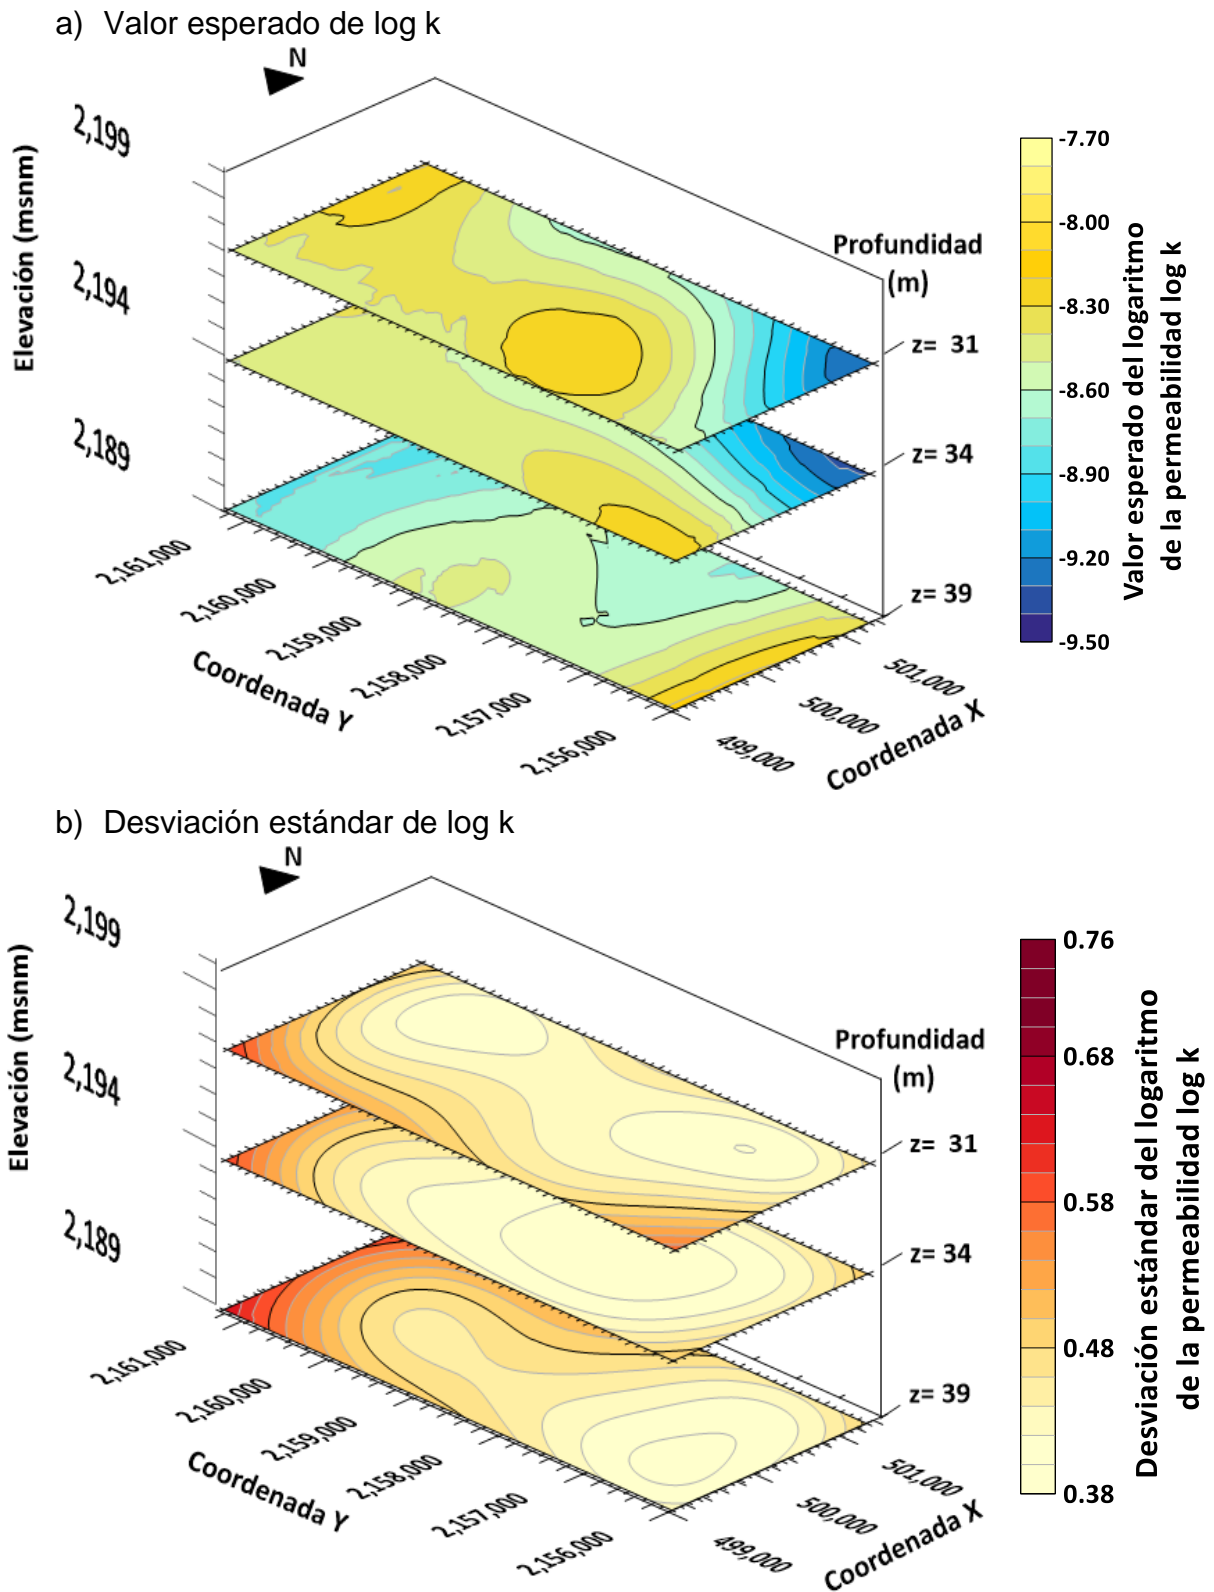 a) Valor esperado de log k
N
2,199
2,194
2,189
Elevación (msnm)
Profundidad
(m)
z= 31
z= 34
z= 39
2,161,000
2,160,000
2,159,000
2,158,000
2,157,000
2,156,000
Coordenada Y
499,000
500,000
501,000
Coordenada X
-7.70
-8.00
-8.30
-8.60
-8.90
-9.20
-9.50
Valor esperado del logaritmo
de la permeabilidad log k
b) Desviación estándar de log k
N
2,199
2,194
2,189
Elevación (msnm)
Profundidad
(m)
z= 31
z= 34
z= 39
2,161,000
2,160,000
2,159,000
2,158,000
2,157,000
2,156,000
Coordenada Y
499,000
500,000
501,000
Coordenada X
0.76
0.68
0.58
0.48
0.38
Desviación estándar del logaritmo
de la permeabilidad log k